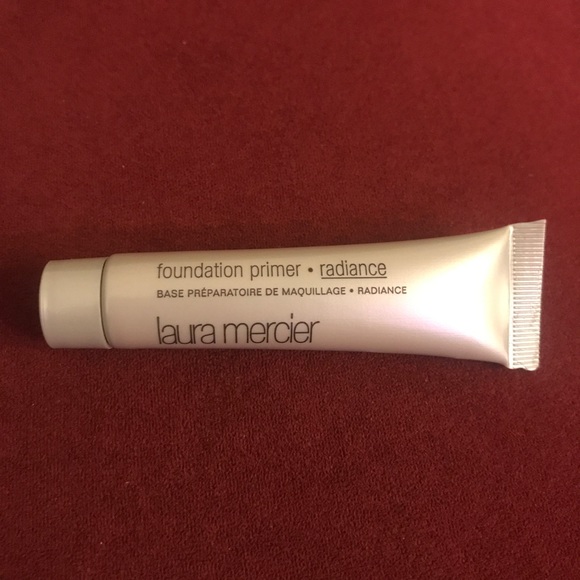 foundation primer • radiance
BASE PRÉPARATOIRE DE MAQUILLAGE • RADIANCE
laura mercier